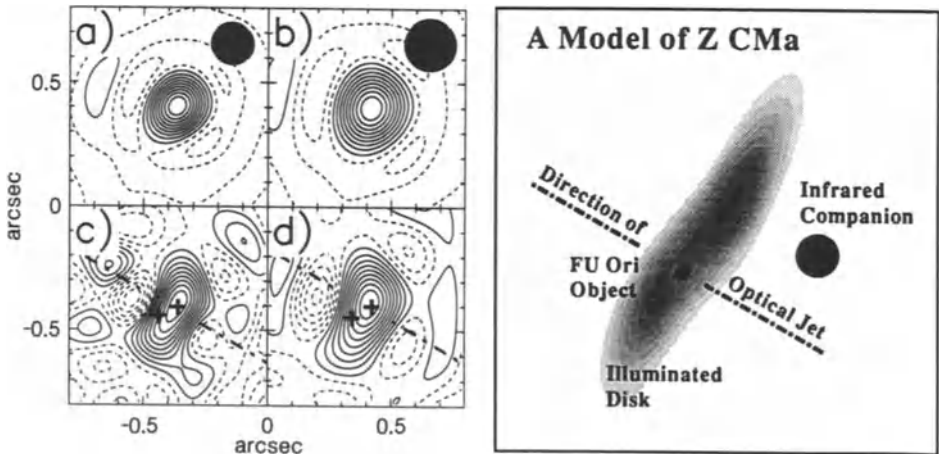 a)
b)
0.5
0
arcsec
c)
d)
-0.5
-0.5
0
0.5
arcsec
arcsec
A Model of Z CMa
Direction of
Infrared
Companion
FU Ori
Object
Optical Jet
Illuminated
Disk